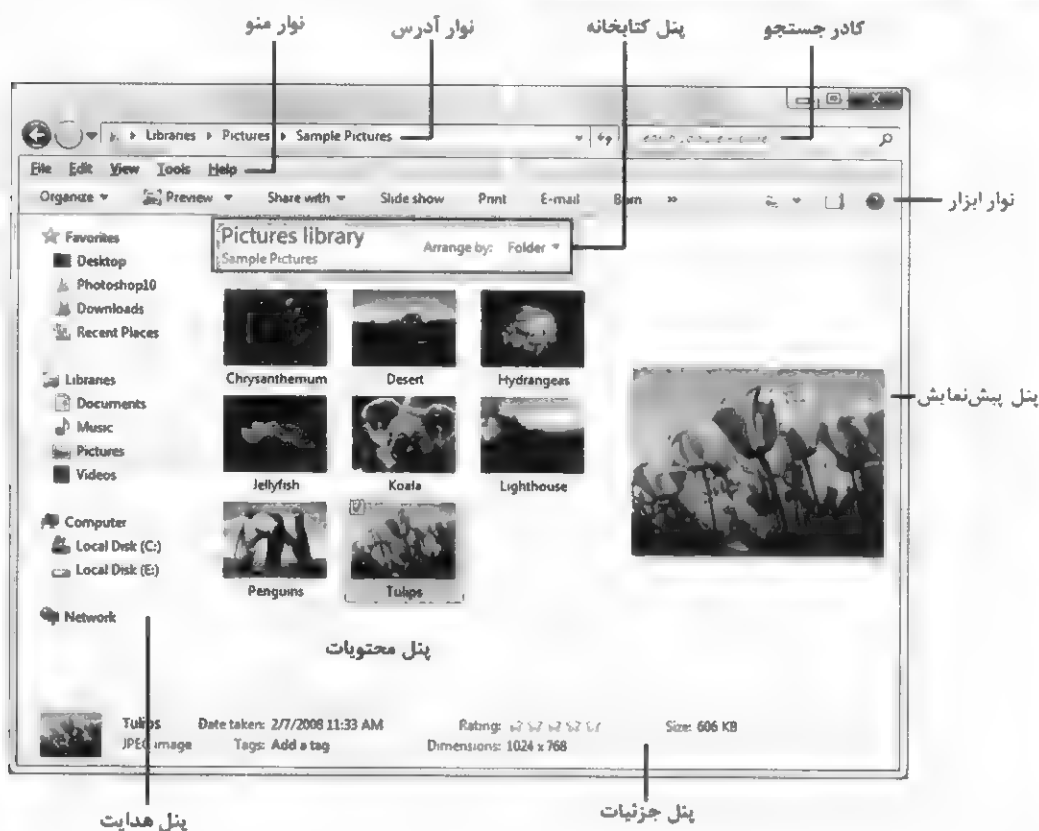 نوار منو
نوار آدرس
پنل کتابخانه
کادر جستجو
Libraries ▸ Pictures ▸ Sample Pictures
File Edit View Tools Help
Organize Preview Share with Slide show Print E-mail Burn »
نوار ابزار
Favorites
Desktop
Photoshop10
Downloads
Recent Places
Libraries
Documents
Music
Pictures
Videos
Computer
Local Disk (C:)
Local Disk (E:)
Network
Pictures library
Sample Pictures
Arrange by: Folder
Chrysanthemum Desert Hydrangeas
Jellyfish Koala Lighthouse
Penguins Tulips
پنل پیش‌نمایش
پنل محتویات
Tulips Date taken: 2/7/2008 11:33 AM Rating: Size: 606 KB
JPEG image Tags: Add a tag Dimensions: 1024 x 768
پنل هدایت
پنل جزئیات